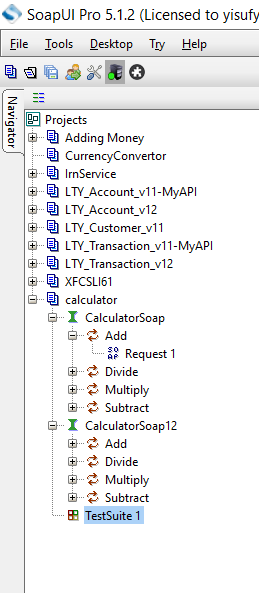 SoapUI Pro 5.1.2 (Licensed to yisufy
File Tools Desktop Try Help
Navigator
Projects
Adding Money
CurrencyConvertor
IrnService
LTY_Account_v11-MyAPI
LTY_Account_v12
LTY_Customer_v11
LTY_Transaction_v11-MyAPI
LTY_Transaction_v12
XFCSLI61
calculator
CalculatorSoap
Add
Request 1
Divide
Multiply
Subtract
CalculatorSoap12
Add
Divide
Multiply
Subtract
TestSuite 1